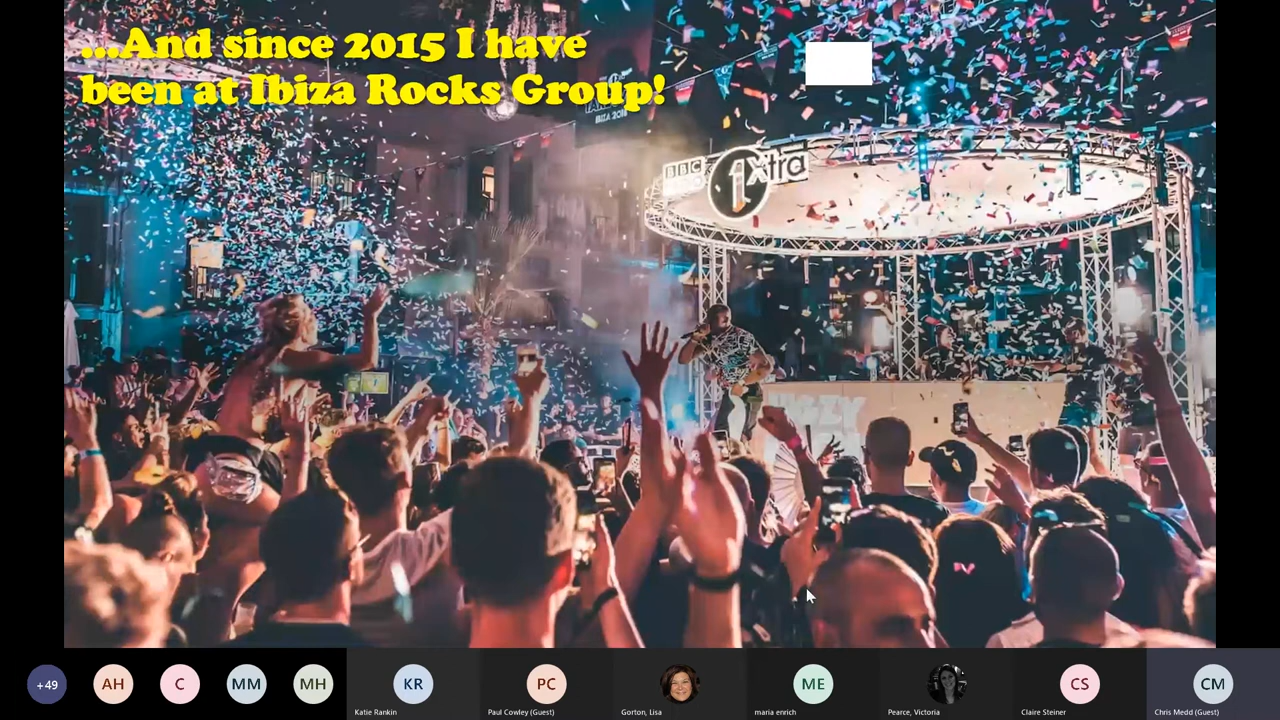 ...And since 2015 I have
been at Ibiza Rocks Group!
BBC
1Xtra
+49
AH
C
MM
MH
KR
PC
ME
CS
CM
Katie Rankin
Paul Cowley (Guest)
Gorton, Lisa
maria enrich
Pearce, Victoria
Claire Steiner
Chris Medd (Guest)